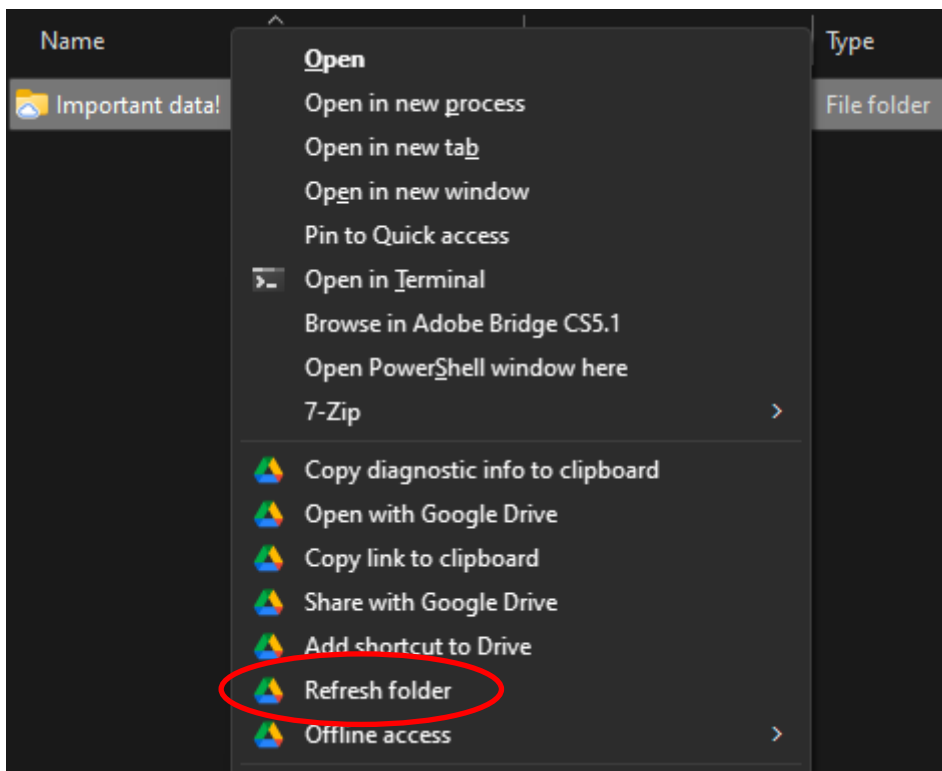 Name
Type
Important data!
File folder
Open
Open in new process
Open in new tab
Open in new window
Pin to Quick access
Open in Terminal
Browse in Adobe Bridge CS5.1
Open PowerShell window here
7-Zip
Copy diagnostic info to clipboard
Open with Google Drive
Copy link to clipboard
Share with Google Drive
Add shortcut to Drive
Refresh folder
Offline access